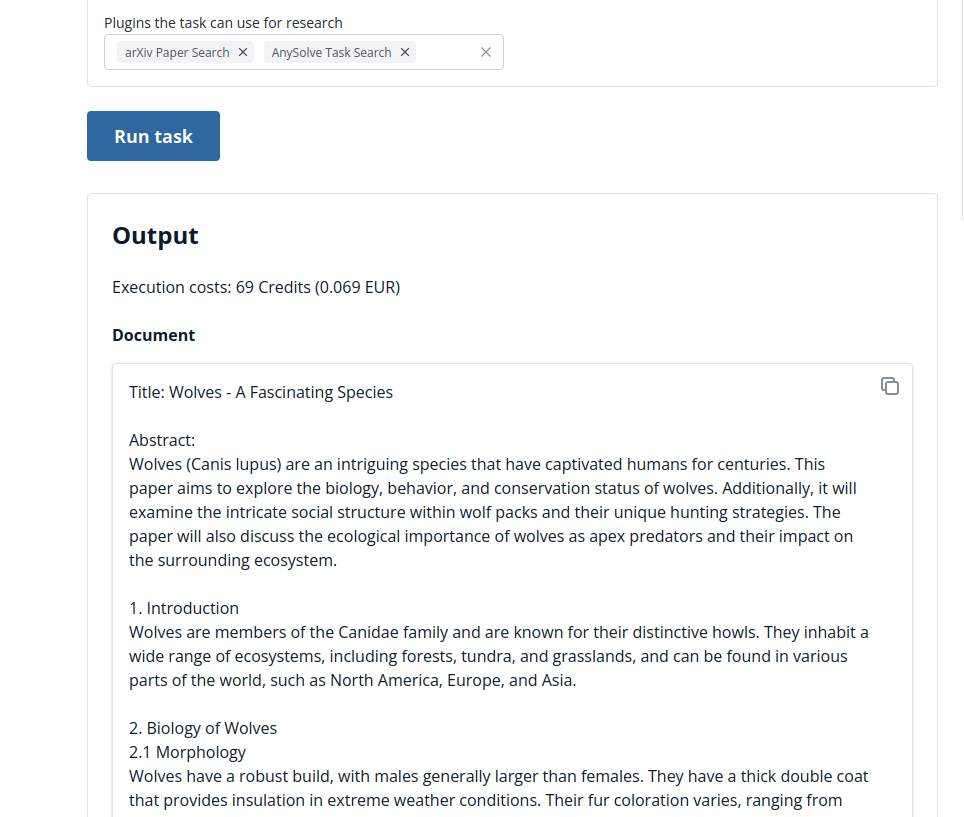 Plugins the task can use for research
arXiv Paper Search
AnySolve Task Search
Run task
Output
Execution costs: 69 Credits (0.069 EUR)
Document
Title: Wolves - A Fascinating Species
Abstract:
Wolves (Canis lupus) are an intriguing species that have captivated humans for centuries. This
paper aims to explore the biology, behavior, and conservation status of wolves. Additionally, it will
examine the intricate social structure within wolf packs and their unique hunting strategies. The
paper will also discuss the ecological importance of wolves as apex predators and their impact on
the surrounding ecosystem.
1. Introduction
Wolves are members of the Canidae family and are known for their distinctive howls. They inhabit a
wide range of ecosystems, including forests, tundra, and grasslands, and can be found in various
parts of the world, such as North America, Europe, and Asia.
2. Biology of Wolves
2.1 Morphology
Wolves have a robust build, with males generally larger than females. They have a thick double coat
that provides insulation in extreme weather conditions. Their fur coloration varies, ranging from